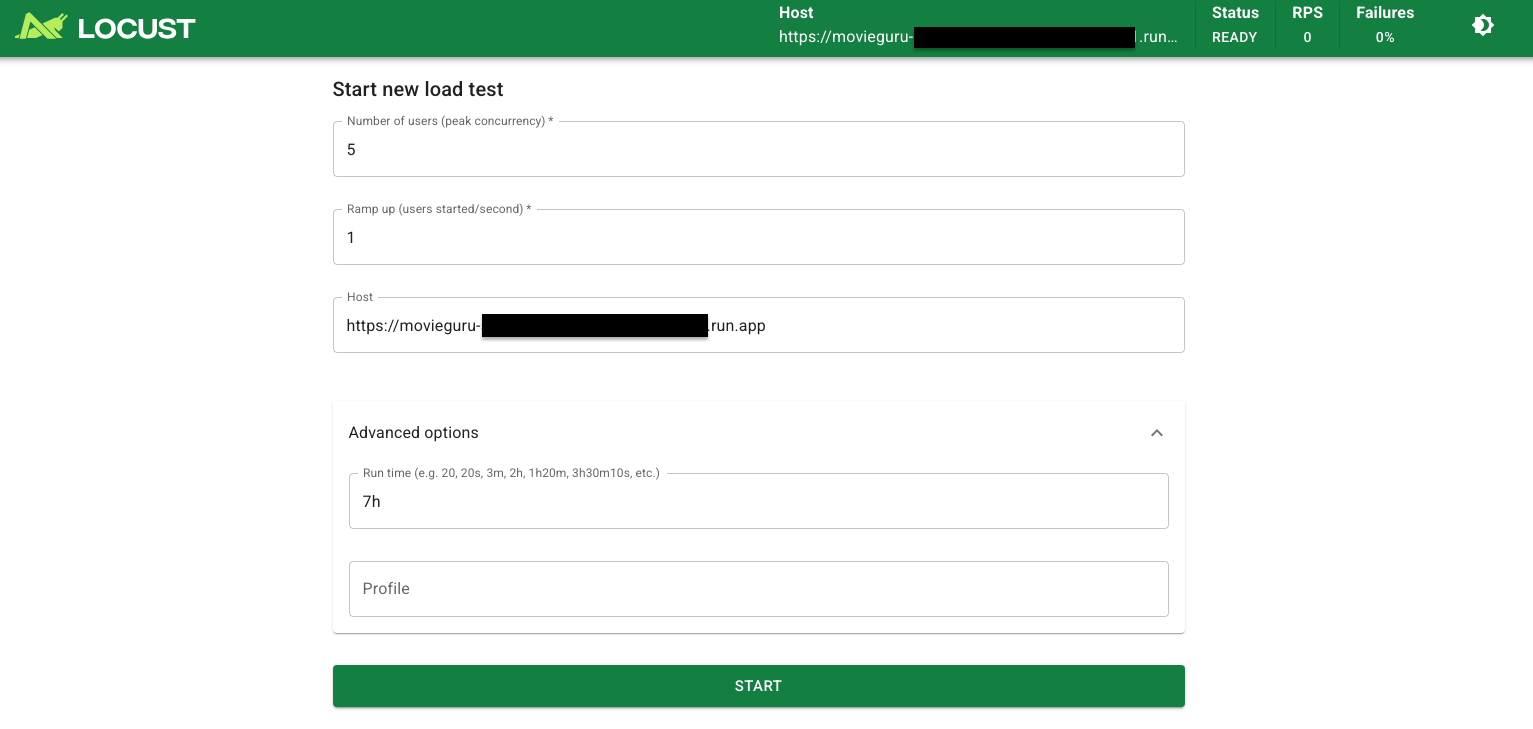 LOCUST
Host
https://movieguru-
.run...
Status
READY
RPS
0
Failures
0%
Start new load test
Number of users (peak concurrency) *
5
Ramp up (users started/second) *
1
Host
https://movieguru-
.run.app
Advanced options
Run time (e.g. 20, 20s, 3m, 2h, 1h20m, 3h30m10s, etc.)
7h
Profile
START